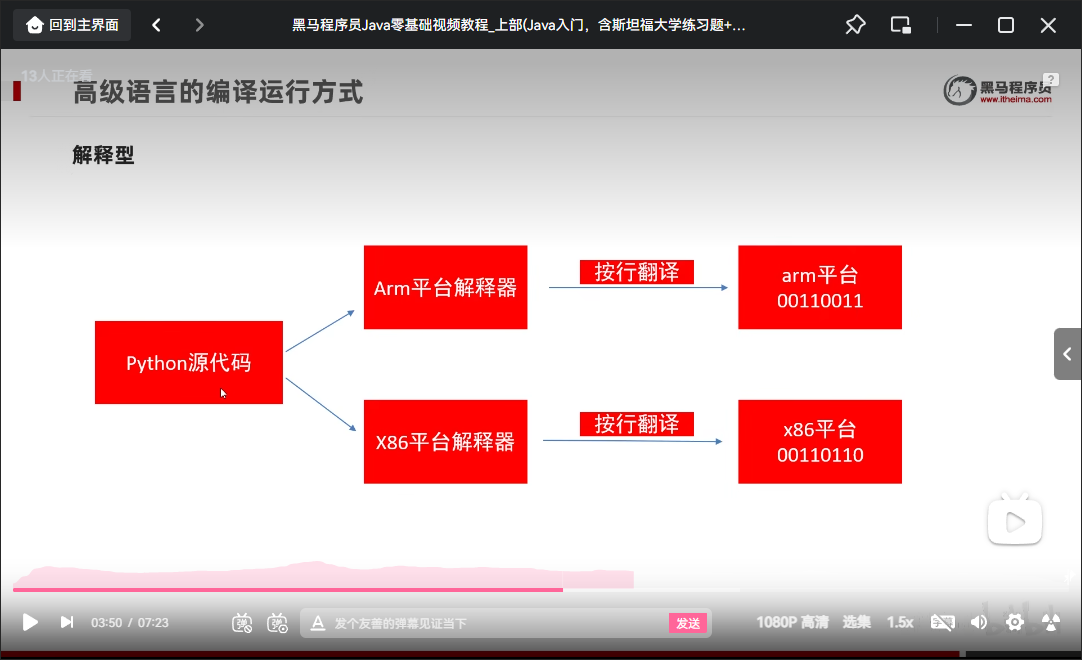 回到主界面
黑马程序员Java零基础视频教程_上部(Java入门，含斯坦福大学练习题+...
13人正在看
高级语言的编译运行方式
黑马程序员
www.itheima.com
?
解释型
Python源代码
Arm平台解释器
按行翻译
arm平台
00110011
X86平台解释器
按行翻译
x86平台
00110110
03:50 / 07:23
发个友善的弹幕见证当下
发送
1080P 高清
选集
1.5x